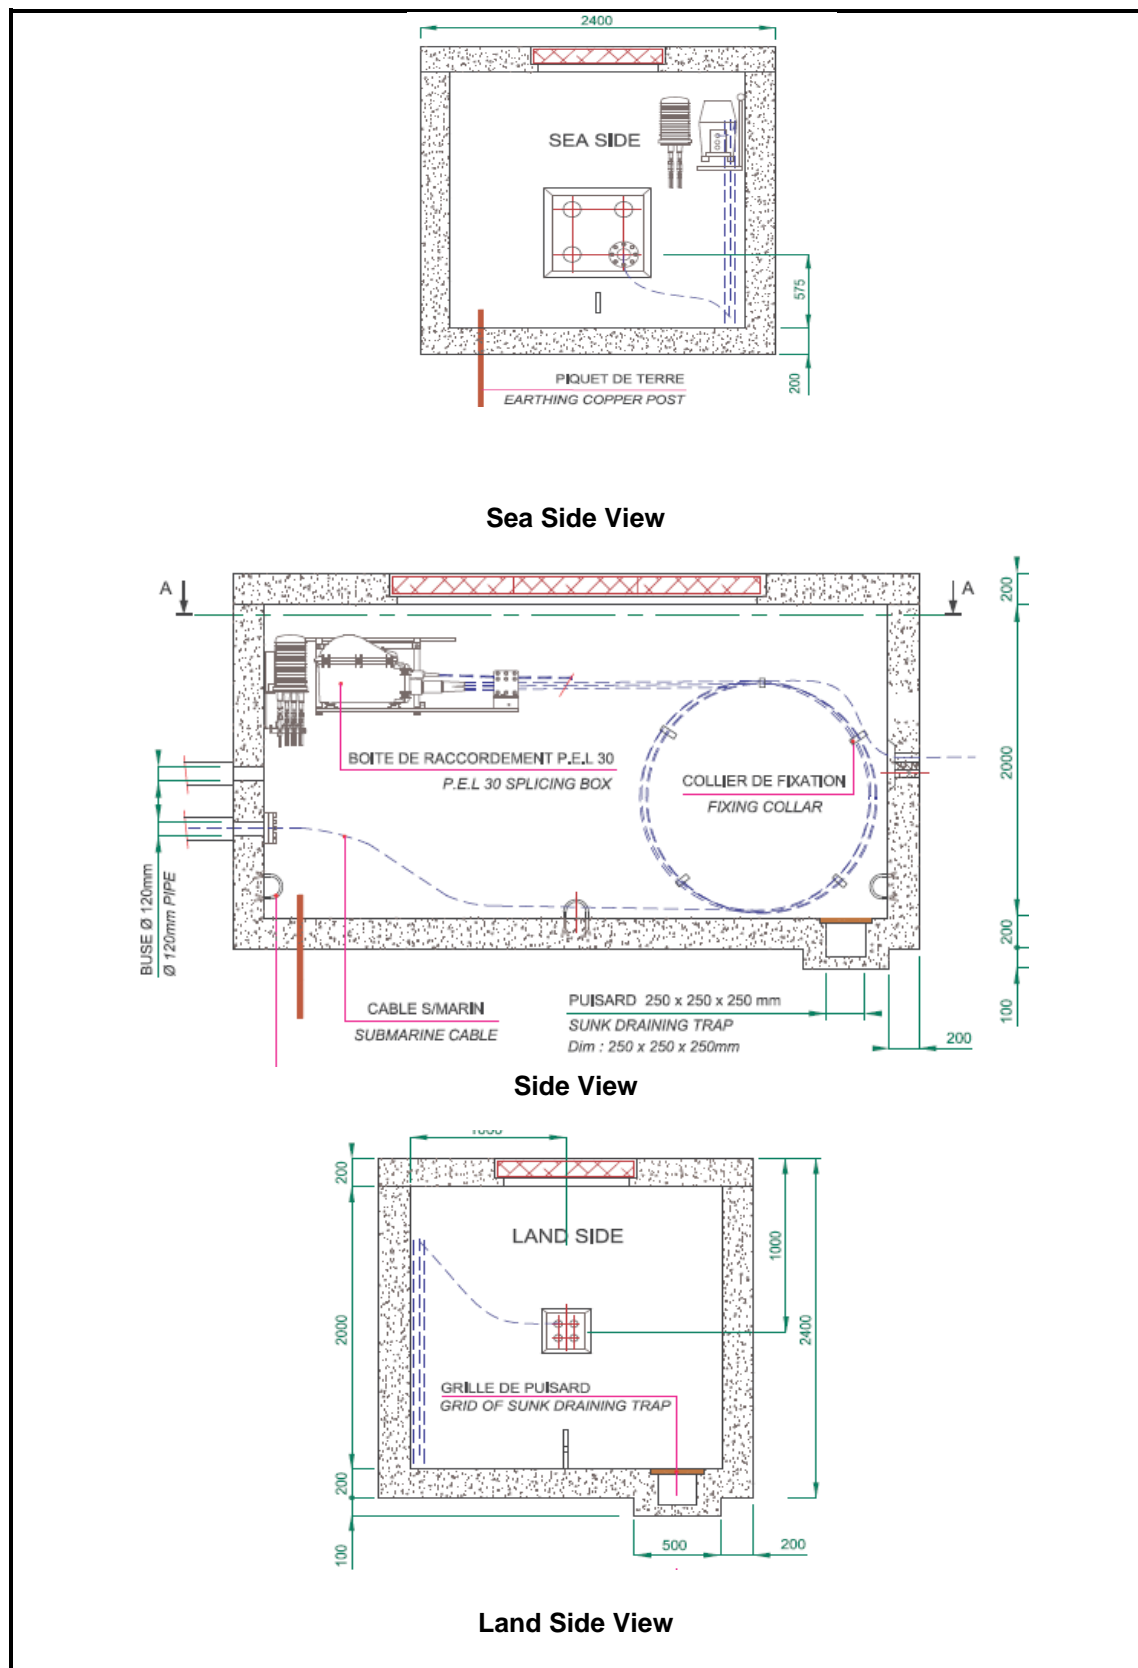 2400
SEA SIDE
575
200
PIQUET DE TERRE
EARTHING COPPER POST
Sea Side View
A
A
200
BOITE DE RACCORDEMENT P.E.L 30
P.E.L 30 SPLICING BOX
COLLIER DE FIXATION
FIXING COLLAR
2000
BUSE Ø 120mm
Ø 120mm PIPE
200
100
CABLE S/MARIN
SUBMARINE CABLE
PUISARD 250 x 250 x 250 mm
SUNK DRAINING TRAP
Dim : 250 x 250 x 250mm
200
Side View
1000
200
LAND SIDE
1000
2000
2400
GRILLE DE PUISARD
GRID OF SUNK DRAINING TRAP
200
100
500
200
Land Side View